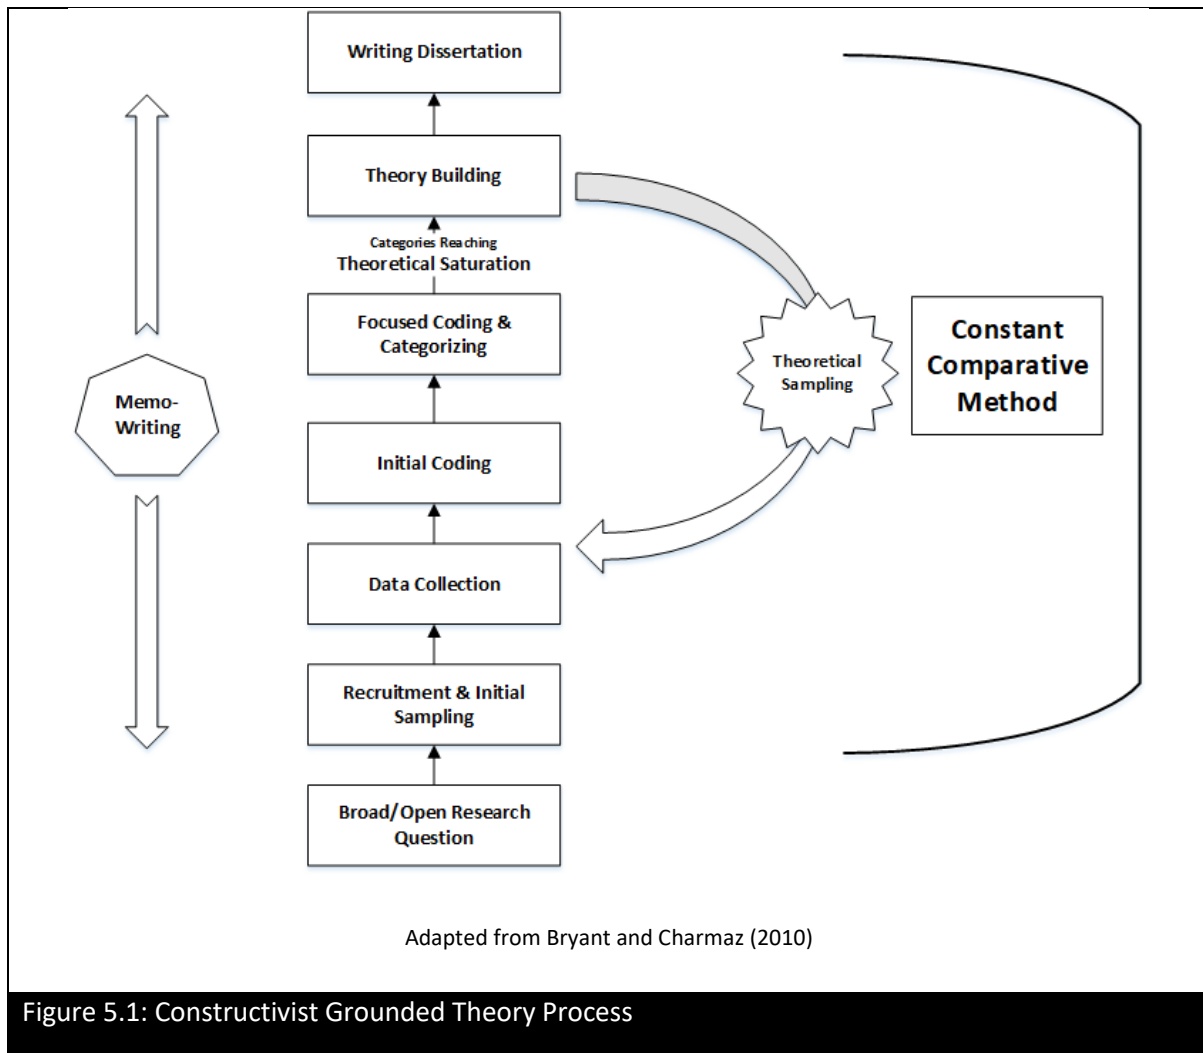 Writing Dissertation
Theory Building
Categories Reaching
Theoretical Saturation
Focused Coding &
Categorizing
Initial Coding
Data Collection
Recruitment & Initial
Sampling
Broad/Open Research
Question
Memo-
Writing
Theoretical
Sampling
Constant
Comparative
Method
Adapted from Bryant and Charmaz (2010)
Figure 5.1: Constructivist Grounded Theory Process